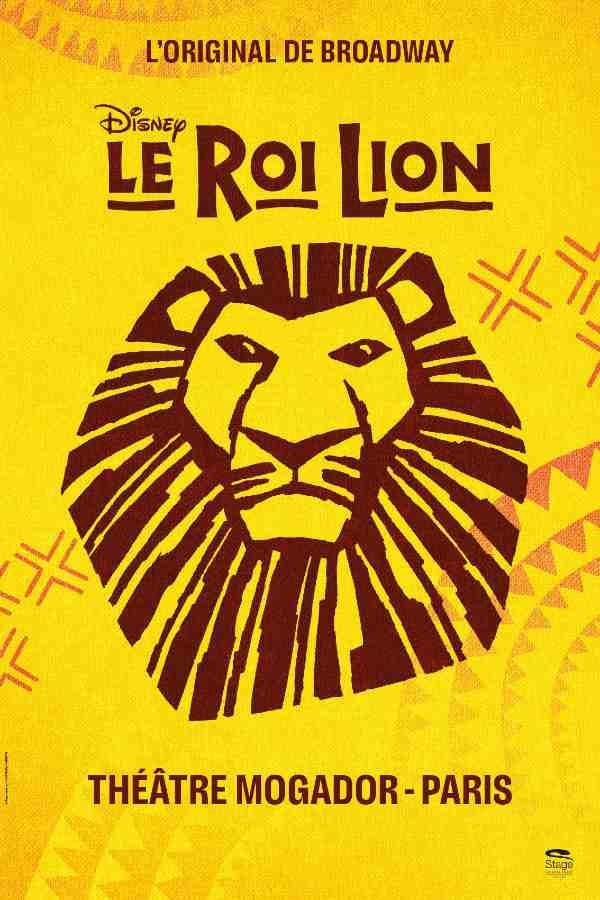 L'ORIGINAL DE BROADWAY
Disney
LE ROI LION
THÉÂTRE MOGADOR - PARIS
Stage